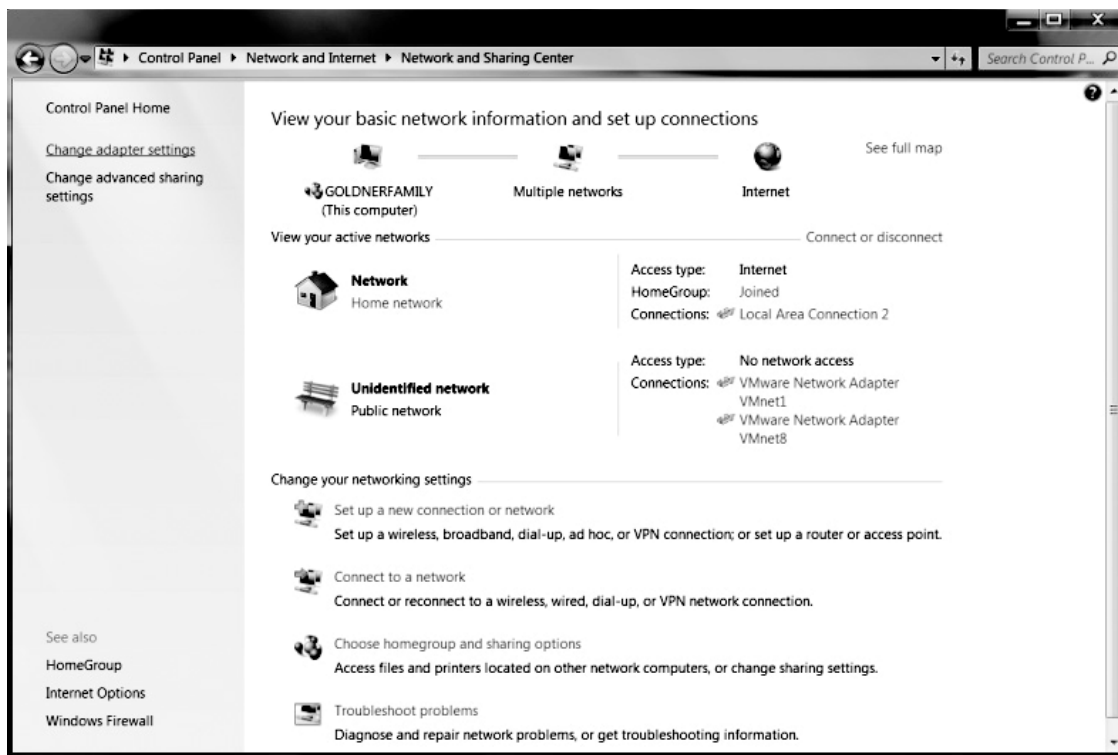 Control Panel ▸ Network and Internet ▸ Network and Sharing Center
Search Control P...
Control Panel Home
Change adapter settings
Change advanced sharing
settings
View your basic network information and set up connections
See full map
GOLDNERFAMILY
(This computer)
Multiple networks
Internet
View your active networks
Connect or disconnect
Network
Home network
Access type: Internet
HomeGroup: Joined
Connections: Local Area Connection 2
Unidentified network
Public network
Access type: No network access
Connections: VMware Network Adapter
VMnet1
VMware Network Adapter
VMnet8
Change your networking settings
Set up a new connection or network
Set up a wireless, broadband, dial-up, ad hoc, or VPN connection; or set up a router or access point.
Connect to a network
Connect or reconnect to a wireless, wired, dial-up, or VPN network connection.
Choose homegroup and sharing options
Access files and printers located on other network computers, or change sharing settings.
Troubleshoot problems
Diagnose and repair network problems, or get troubleshooting information.
See also
HomeGroup
Internet Options
Windows Firewall